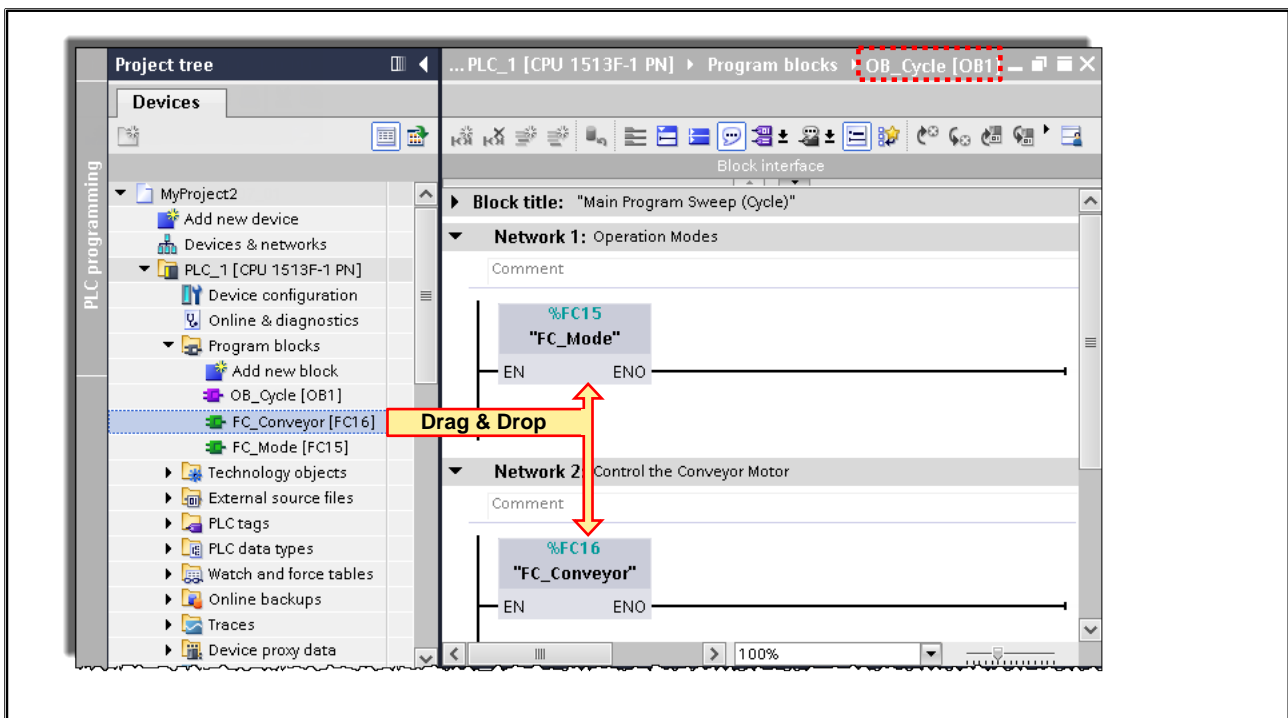 Project tree
... PLC_1 [CPU 1513F-1 PN] Program blocks OB_Cycle [OB1]
Devices
Block interface
PLC programming
MyProject2
Add new device
Devices & networks
PLC_1 [CPU 1513F-1 PN]
Device configuration
Online & diagnostics
Program blocks
Add new block
OB_Cycle [OB1]
FC_Conveyor [FC16]
FC_Mode [FC15]
Technology objects
External source files
PLC tags
PLC data types
Watch and force tables
Online backups
Traces
Device proxy data
Block title: "Main Program Sweep (Cycle)"
Network 1: Operation Modes
Comment
%FC15
"FC_Mode"
EN ENO
Drag & Drop
Network 2: Control the Conveyor Motor
Comment
%FC16
"FC_Conveyor"
EN ENO
100%